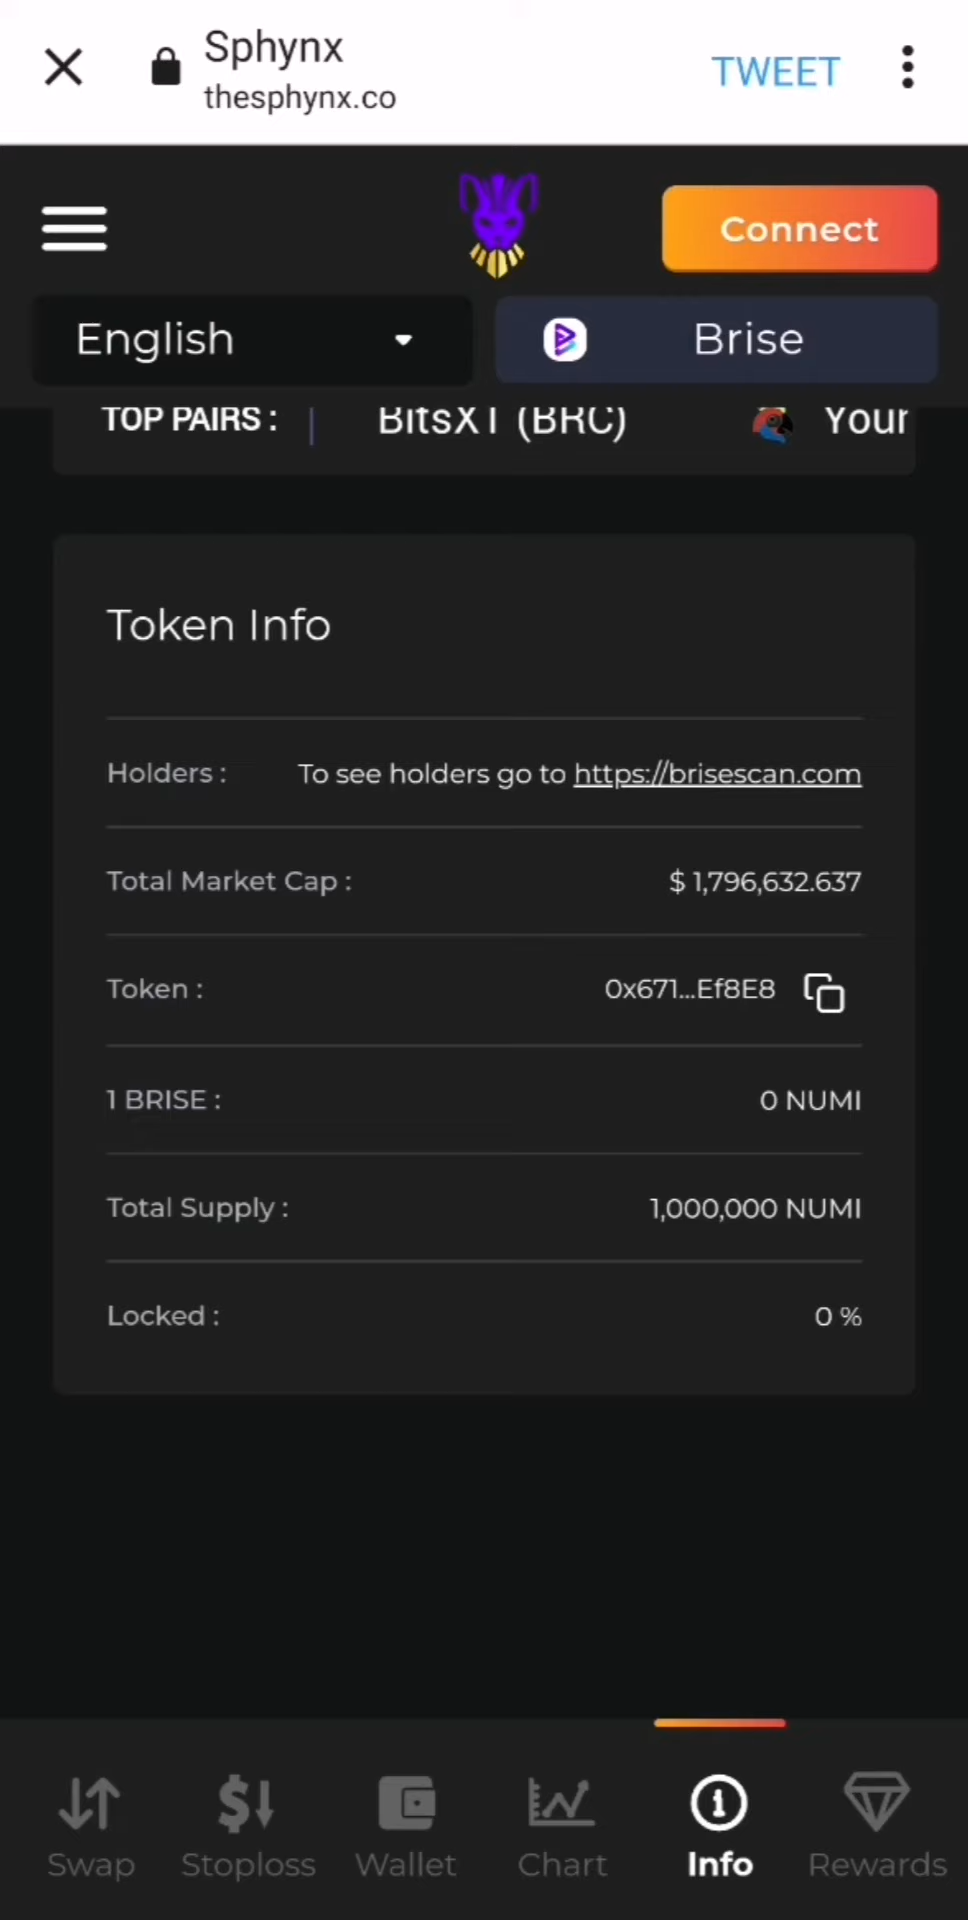 Sphynx
thesphynx.co
TWEET
Connect
English
Brise
TOP PAIRS :
BitsXT (BRC)
Your
Token Info
Holders : To see holders go to https://brisescan.com
Total Market Cap : $ 1,796,632.637
Token : 0x671...Ef8E8
1 BRISE : 0 NUMI
Total Supply : 1,000,000 NUMI
Locked : 0 %
Swap Stoploss Wallet Chart Info Rewards